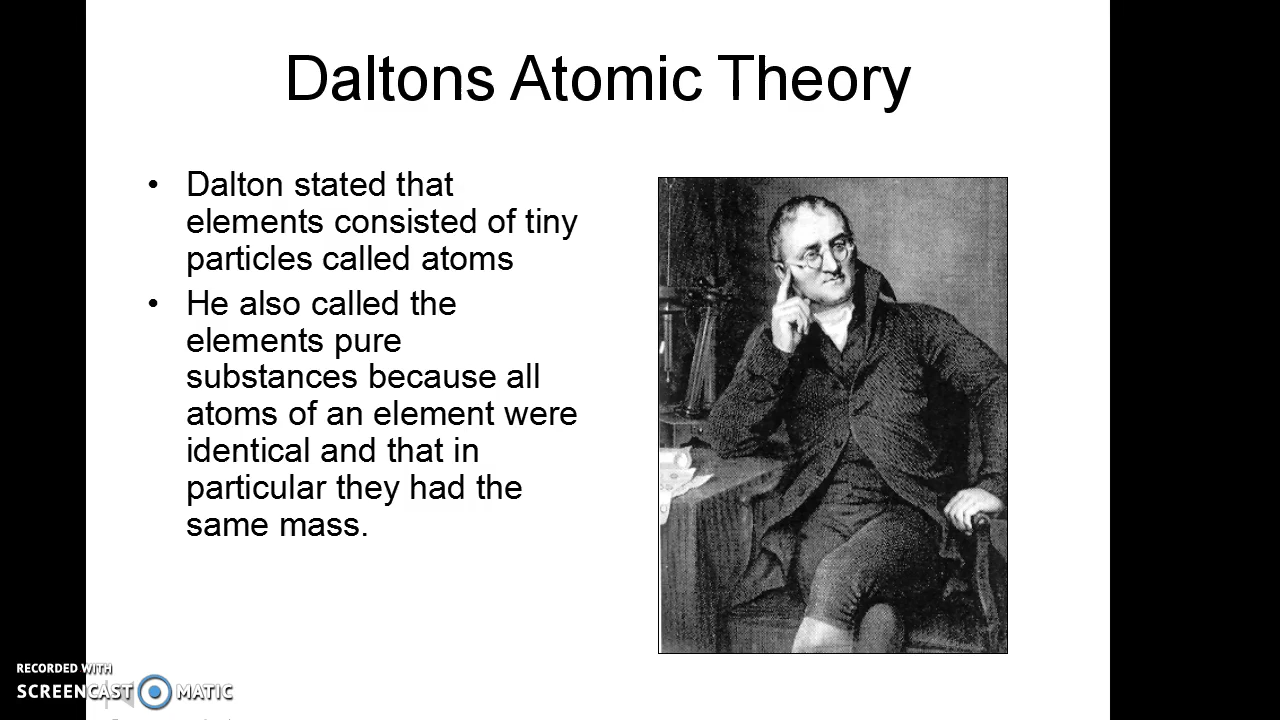 Daltons Atomic Theory
• Dalton stated that
elements consisted of tiny
particles called atoms
• He also called the
elements pure
substances because all
atoms of an element were
identical and that in
particular they had the
same mass.
RECORDED WITH
SCREENCAST MATIC